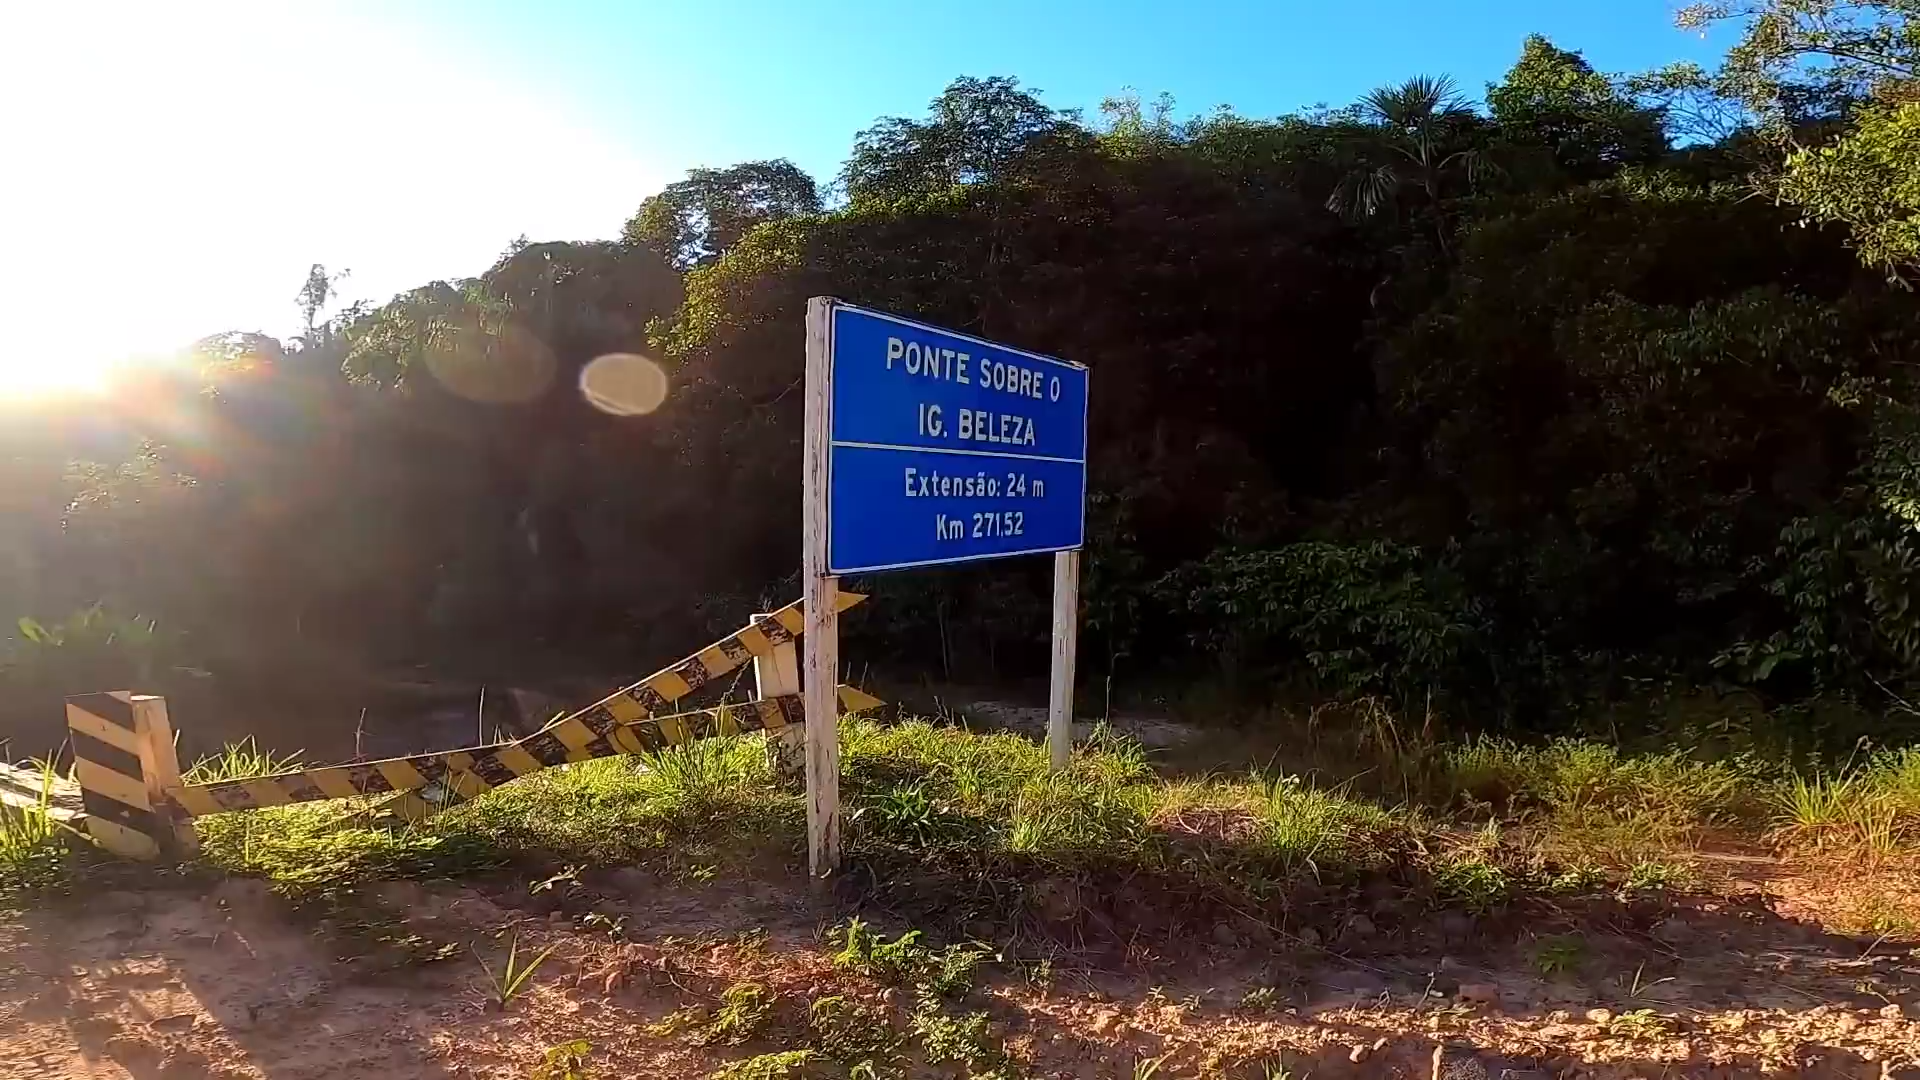 PONTE SOBRE O
IG. BELEZA
Extensão: 24 m
Km 271,52